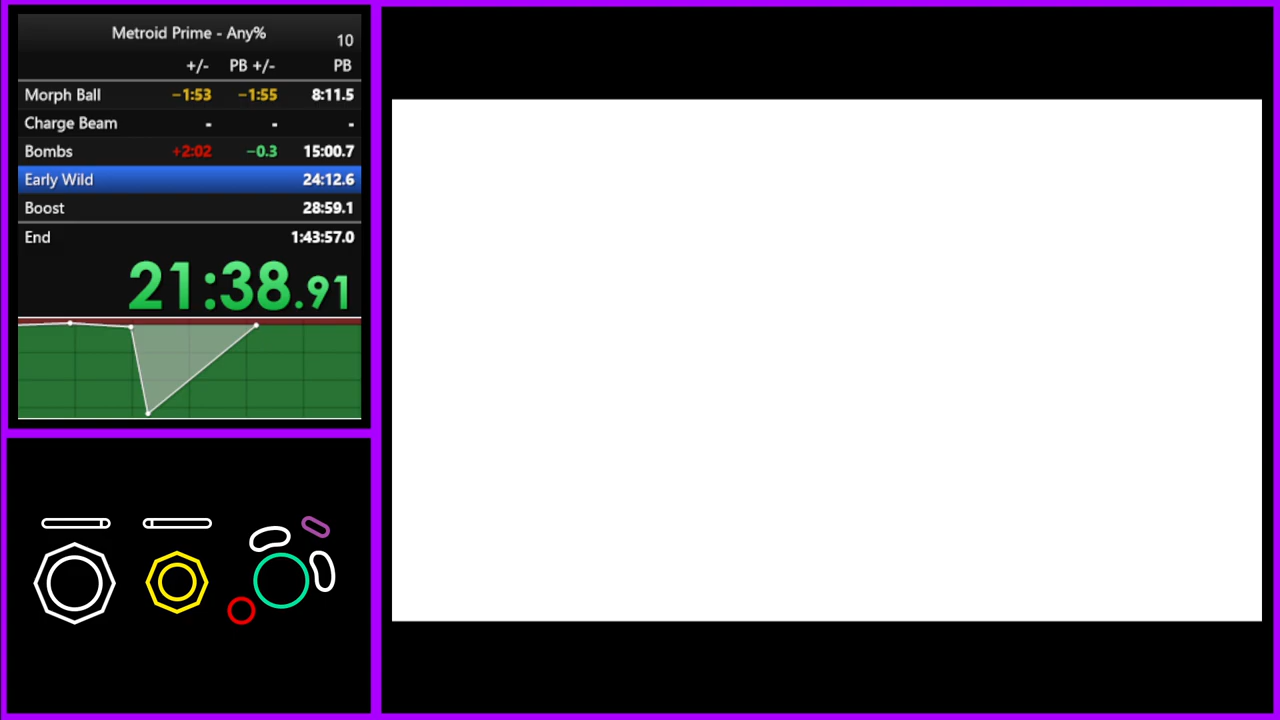 Metroid Prime - Any%
10
+/- PB +/- PB
Morph Ball −1:53 −1:55 8:11.5
Charge Beam - - -
Bombs +2:02 −0.3 15:00.7
Early Wild 24:12.6
Boost 28:59.1
End 1:43:57.0
21:38.91